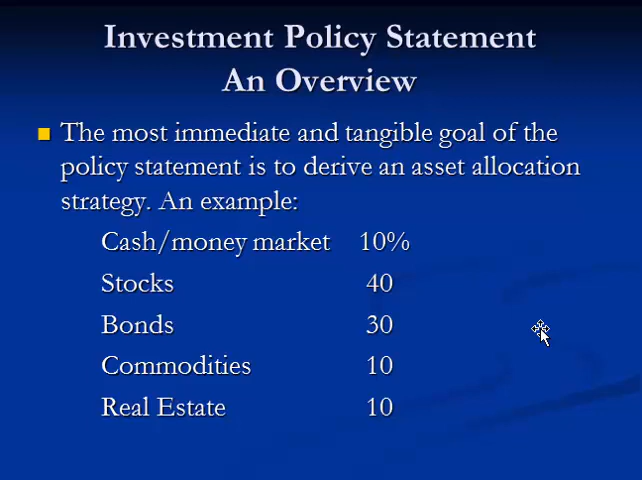 Investment Policy Statement
An Overview
The most immediate and tangible goal of the
policy statement is to derive an asset allocation
strategy. An example:
Cash/money market 10%
Stocks 40
Bonds 30
Commodities 10
Real Estate 10